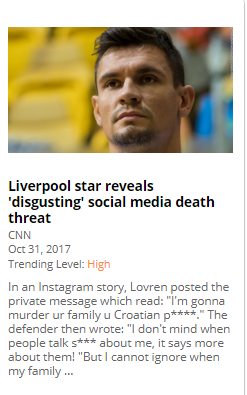 Liverpool star reveals
'disgusting' social media death
threat
CNN
Oct 31, 2017
Trending Level: High
In an Instagram story, Lovren posted the
private message which read: "I'm gonna
murder ur family u Croatian p****." The
defender then wrote: "I don't mind when
people talk s*** about me, it says more
about them! "But I cannot ignore when
my family ...